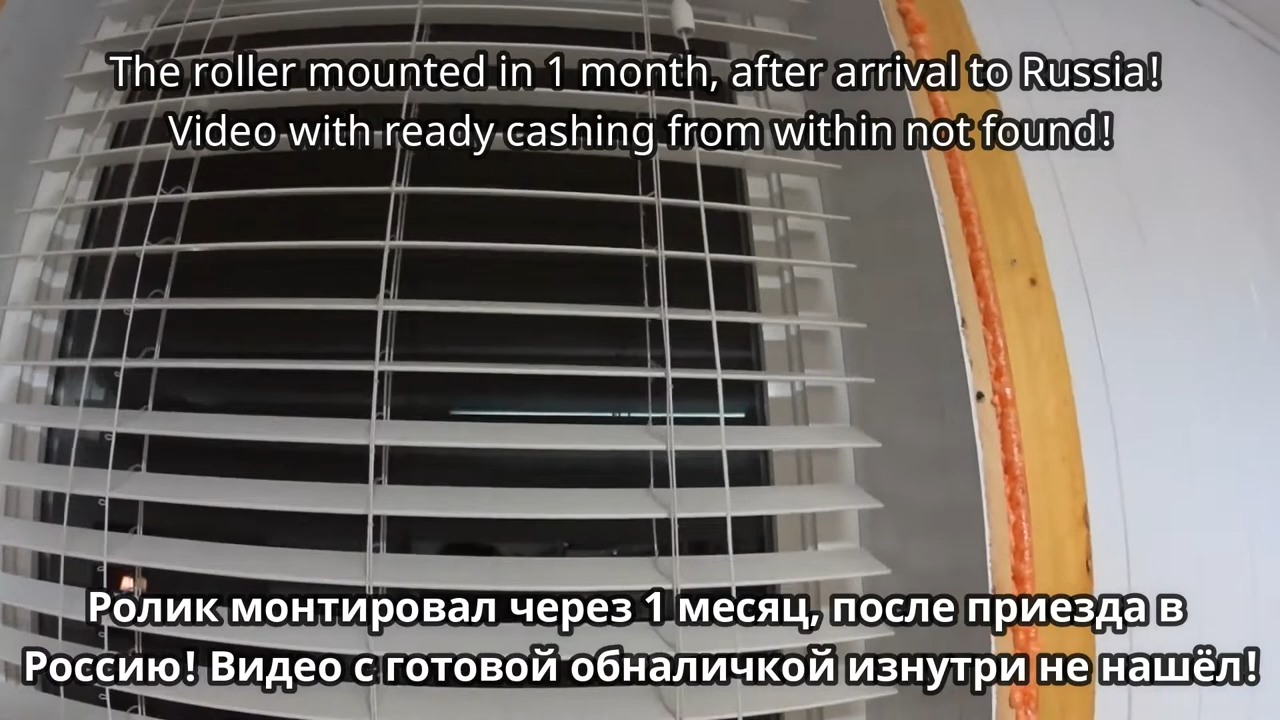 The roller mounted in 1 month, after arrival to Russia!
Video with ready cashing from within not found!
Ролик монтировал через 1 месяц, после приезда в
Россию! Видео с готовой обналичкой изнутри не нашёл!